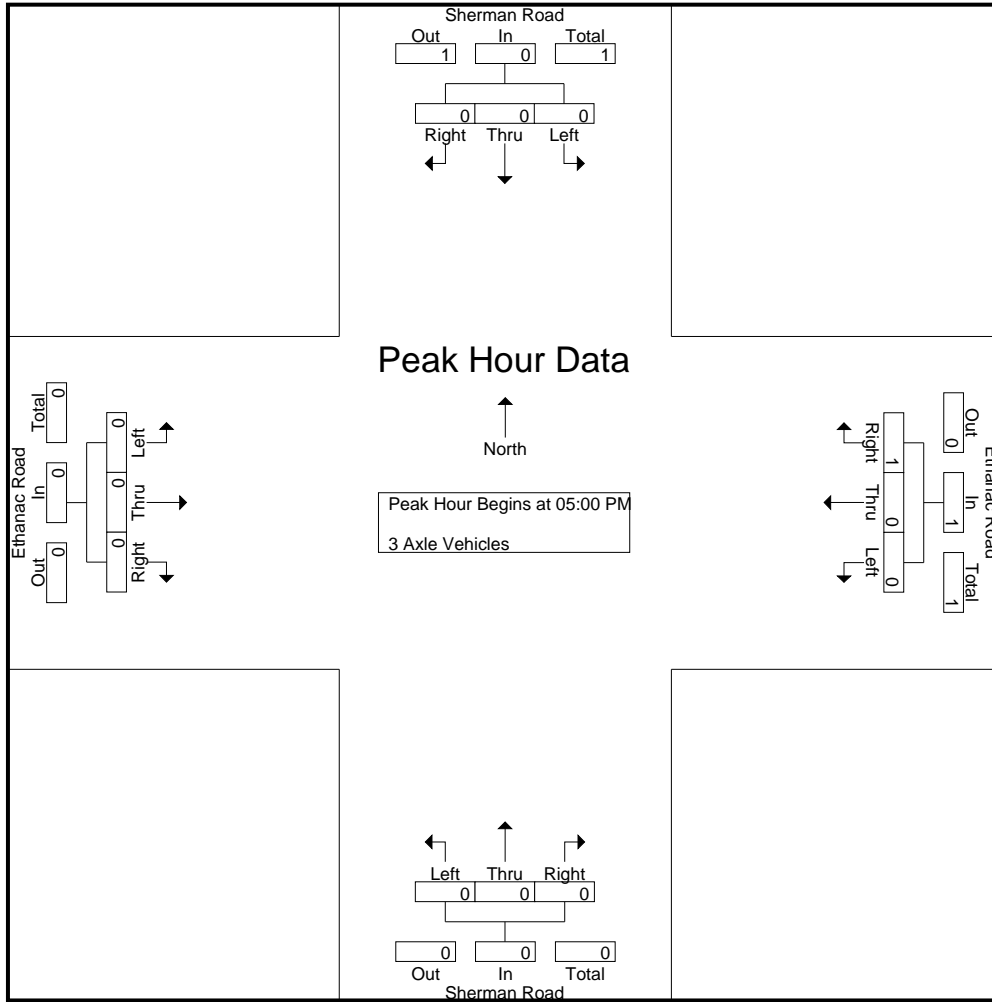 Sherman Road
Out In Total
1 0 1
0 0 0
Right Thru Left
Peak Hour Data
North
Peak Hour Begins at 05:00 PM
3 Axle Vehicles
Ethanac Road
Total In Out
0 0 0
0 0 0
Left Thru Right
Ethanac Road
Out In Total
0 1 1
1 0 0
Right Thru Left
Left Thru Right
0 0 0
0 0 0
Out In Total
Sherman Road